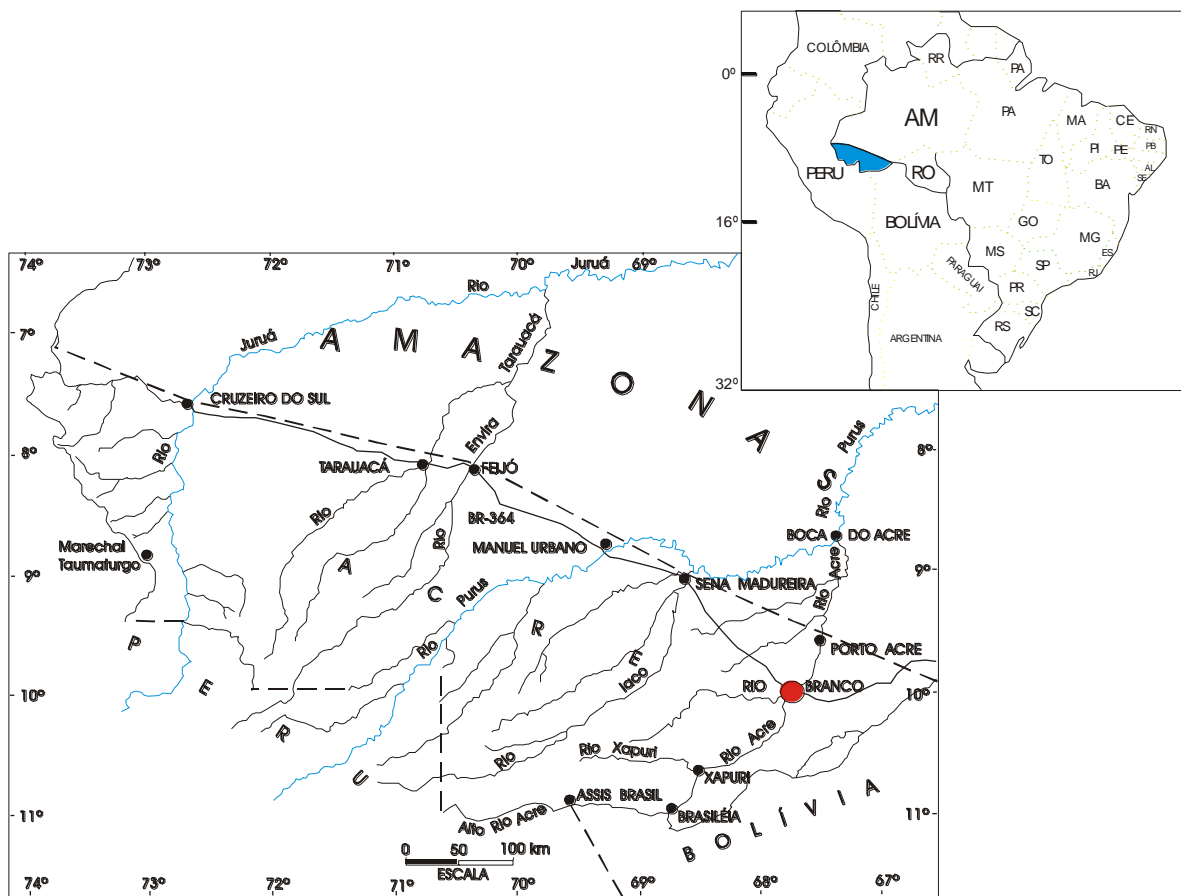 COLÔMBIA
RR
PA
0º
AM
PA
MA
CE
RN
PI
PE
PB
AL
SE
TO
PERU
RO
MT
BA
16º
BOLÍMA
GO
MG
MS
ES
SP
RJ
PARAGUAI
PR
CHILE
SC
RS
ARGENTINA
32º
74º
73º
72º
71º
70º
69º
Juruá
Rio
7º
Juruá
A M A Z O N A S
Tarauacá
CRUZEIRO DO SUL
Envira
Rio
8º
8º
TARAUACÁ
FEIJÓ
Purus
Rio
Rio
BR-364
Rio
MANUEL URBANO
BOCA DO ACRE
Marechal
Taumaturgo
9º
9º
A C R E
Purus
Rio
SENA MADUREIRA
Rio Acre
PORTO ACRE
P E R U
Iaco
Rio
10º
RIO BRANCO
10º
Rio Xapuri
Rio Acre
XAPURI
ASSIS BRASIL
BRASILÉIA
11º
11º
Alto Rio Acre
BOLÍVIA
0 50 100 km
ESCALA
74º
73º
72º
71º
70º
69º
68º
67º